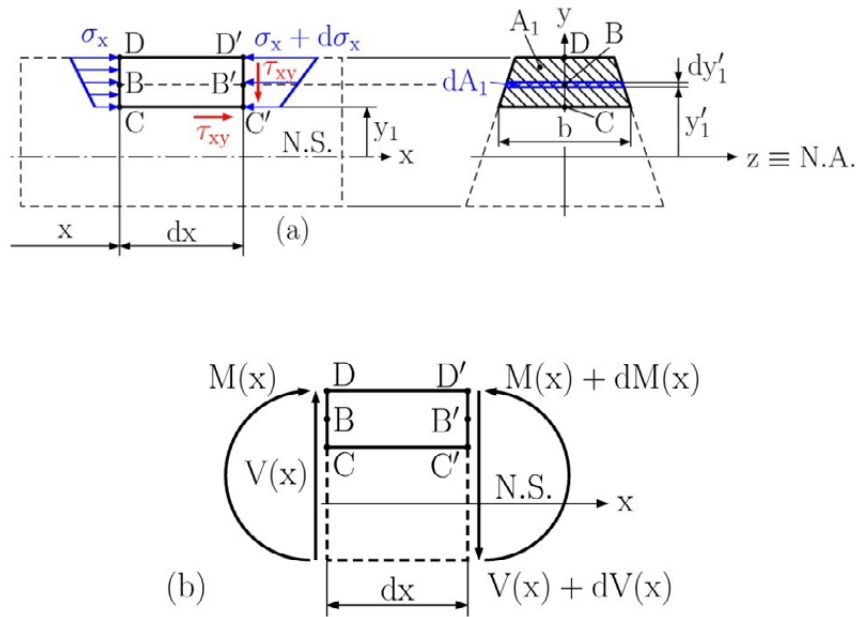 σx D D′ σx + dσx
B B′ τxy
C τxy C′
y1
N.S. x
x dx
(a)
A1 y B
D
dA1 dy′1
C y′1
b
z ≡ N.A.
M(x) D D′ M(x) + dM(x)
B B′
V(x) C C′
N.S. x
(b) dx V(x) + dV(x)